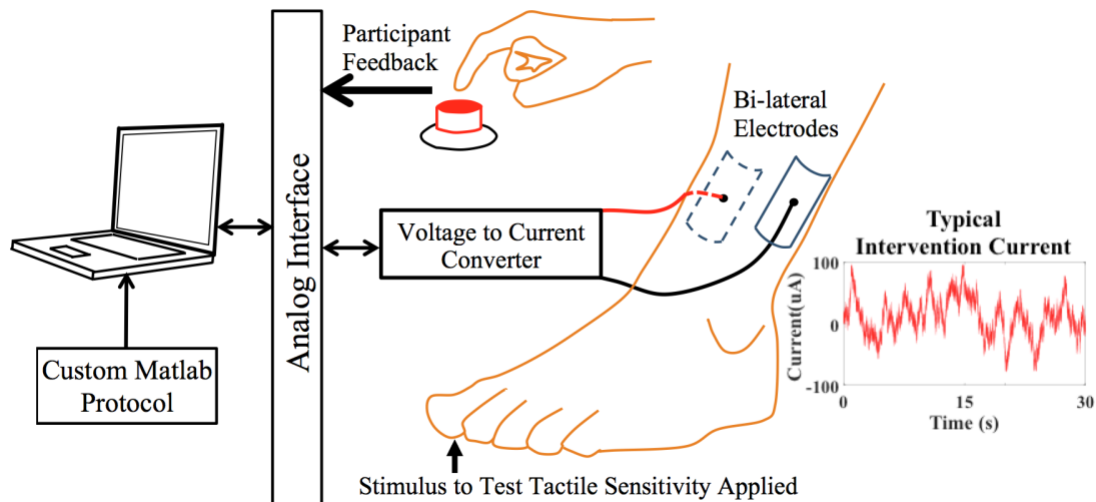 Participant
Feedback
Bi-lateral
Electrodes
Analog Interface
Voltage to Current
Converter
Custom Matlab
Protocol
Typical
Intervention Current
Current(uA)
100
0
-100
0
15
30
Time (s)
Stimulus to Test Tactile Sensitivity Applied